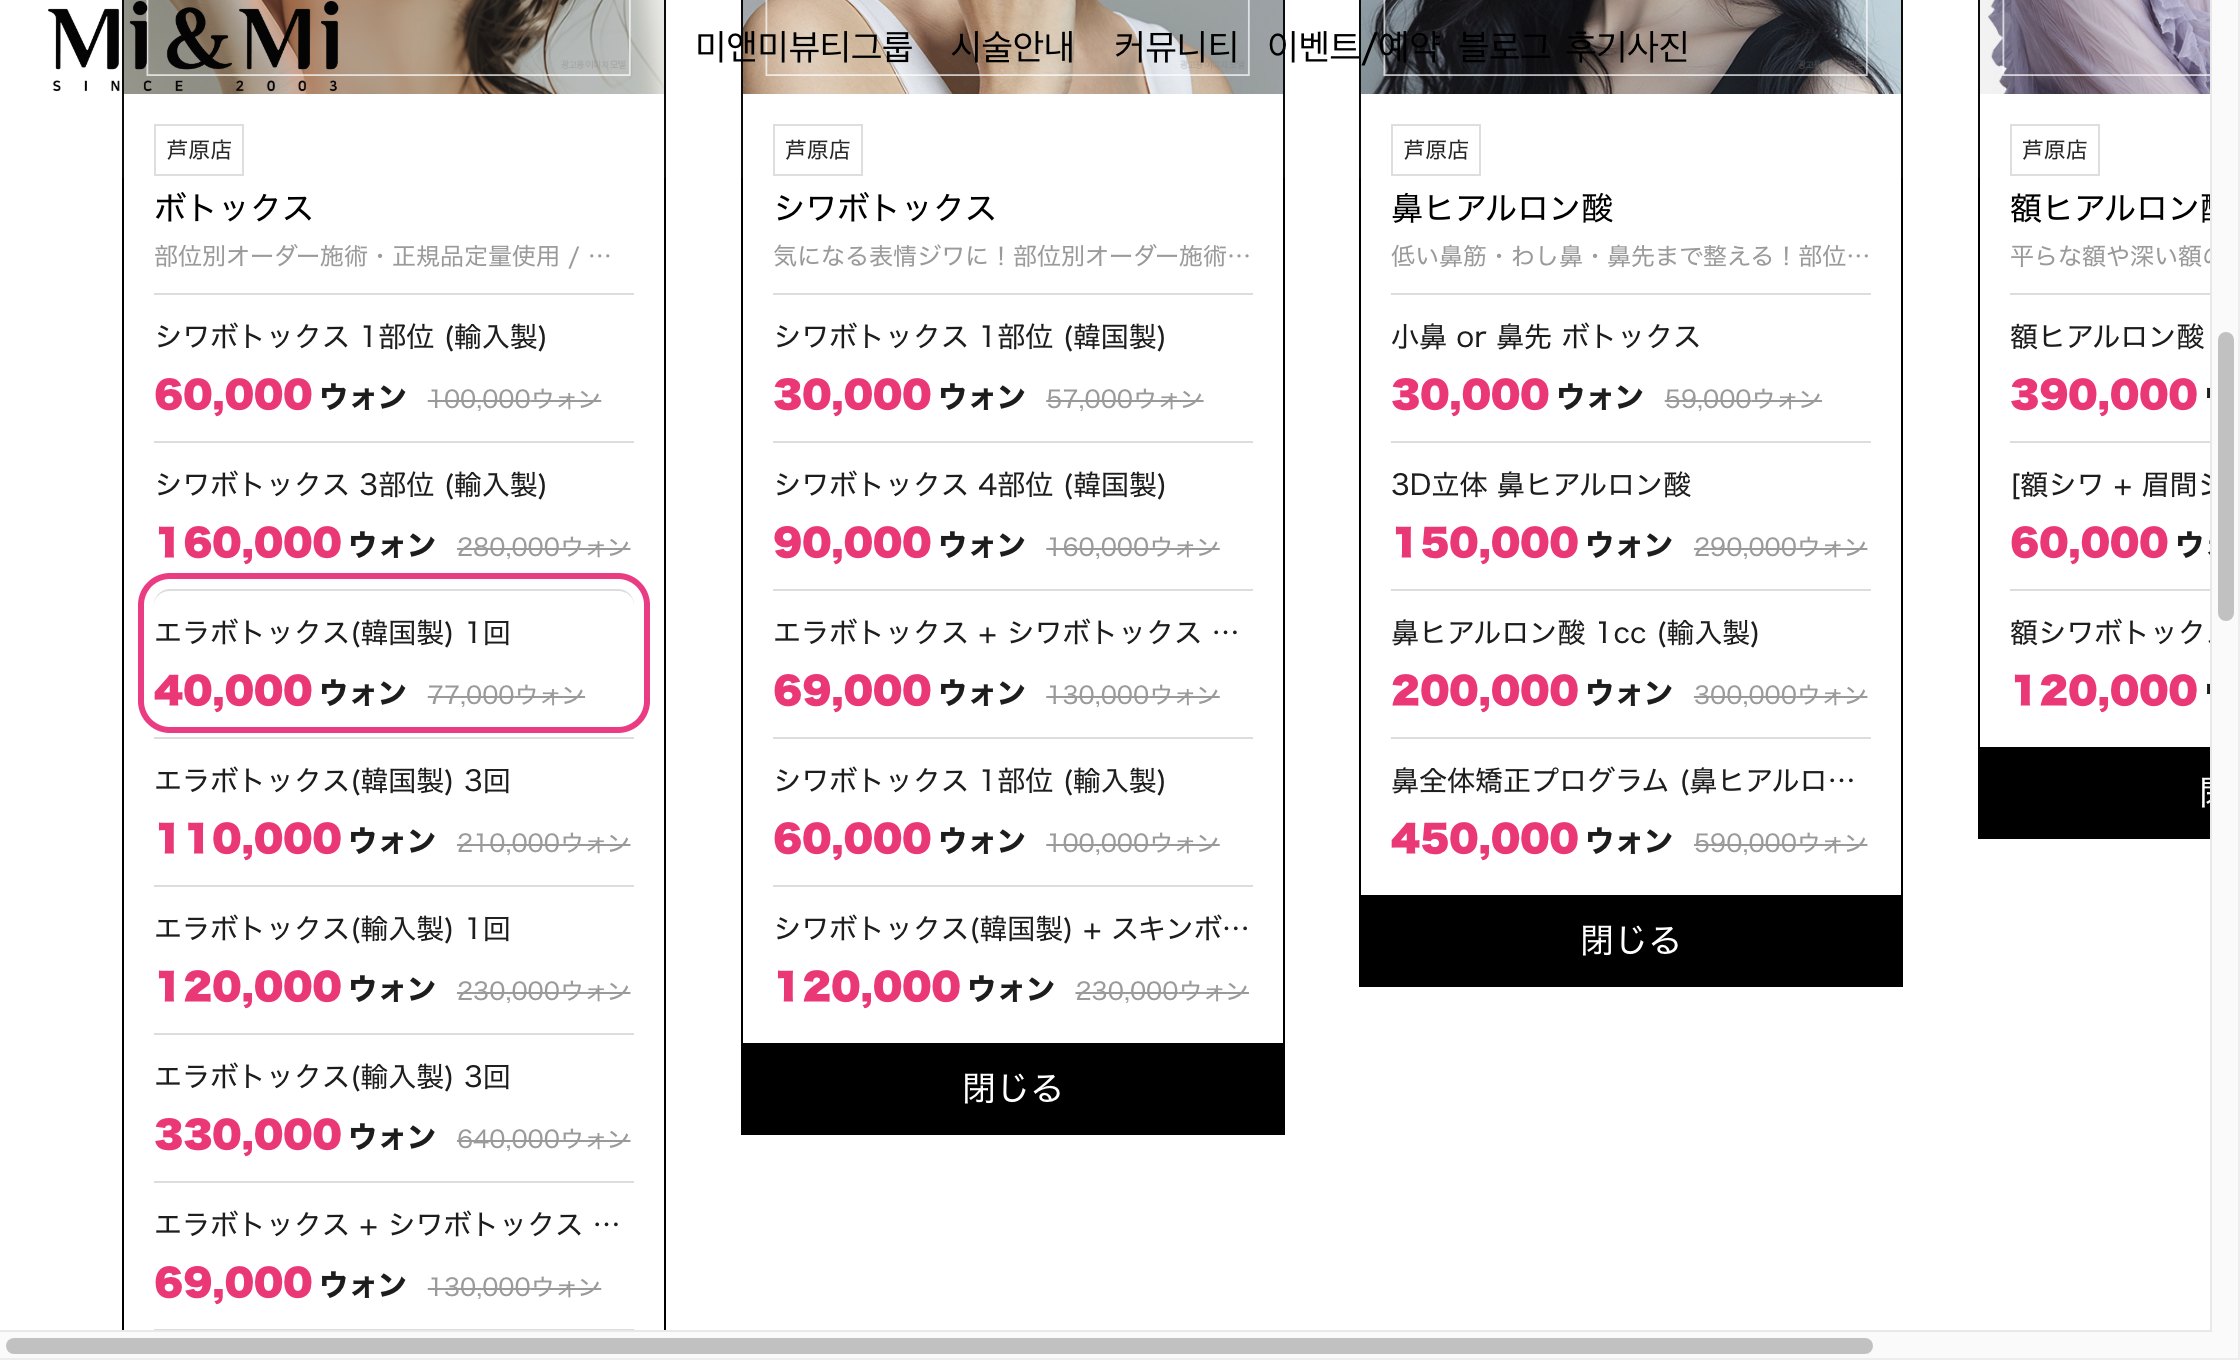 Mi&Mi
SINCE 2003
미앤미뷰티그룹 시술안내 커뮤니티 이벤트/예약 블로그 후기사진
芦原店
ボトックス
部位別オーダー施術・正規品定量使用 / …
シワボトックス 1部位 (輸入製)
60,000 ウォン 100,000ウォン
シワボトックス 3部位 (輸入製)
160,000 ウォン 280,000ウォン
エラボトックス(韓国製) 1回
40,000 ウォン 77,000ウォン
エラボトックス(韓国製) 3回
110,000 ウォン 210,000ウォン
エラボトックス(輸入製) 1回
120,000 ウォン 230,000ウォン
エラボトックス(輸入製) 3回
330,000 ウォン 640,000ウォン
エラボトックス + シワボトックス …
69,000 ウォン 130,000ウォン
芦原店
シワボトックス
気になる表情ジワに！部位別オーダー施術…
シワボトックス 1部位 (韓国製)
30,000 ウォン 57,000ウォン
シワボトックス 4部位 (韓国製)
90,000 ウォン 160,000ウォン
エラボトックス + シワボトックス …
69,000 ウォン 130,000ウォン
シワボトックス 1部位 (輸入製)
60,000 ウォン 100,000ウォン
シワボトックス(韓国製) + スキンボ…
120,000 ウォン 230,000ウォン
閉じる
芦原店
鼻ヒアルロン酸
低い鼻筋・わし鼻・鼻先まで整える！部位…
小鼻 or 鼻先 ボトックス
30,000 ウォン 59,000ウォン
3D立体 鼻ヒアルロン酸
150,000 ウォン 290,000ウォン
鼻ヒアルロン酸 1cc (輸入製)
200,000 ウォン 300,000ウォン
鼻全体矯正プログラム (鼻ヒアルロ…
450,000 ウォン 590,000ウォン
閉じる
芦原店
額ヒアルロン
平らな額や深い額
額ヒアルロン酸
390,000
[額シワ + 眉間
60,000
額シワボトック
120,000